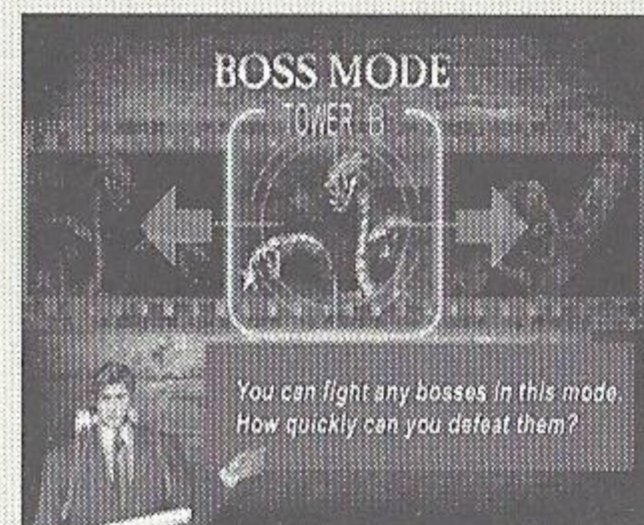 BOSS MODE
TOWER B
You can fight any bosses in this mode.
How quickly can you defeat them?